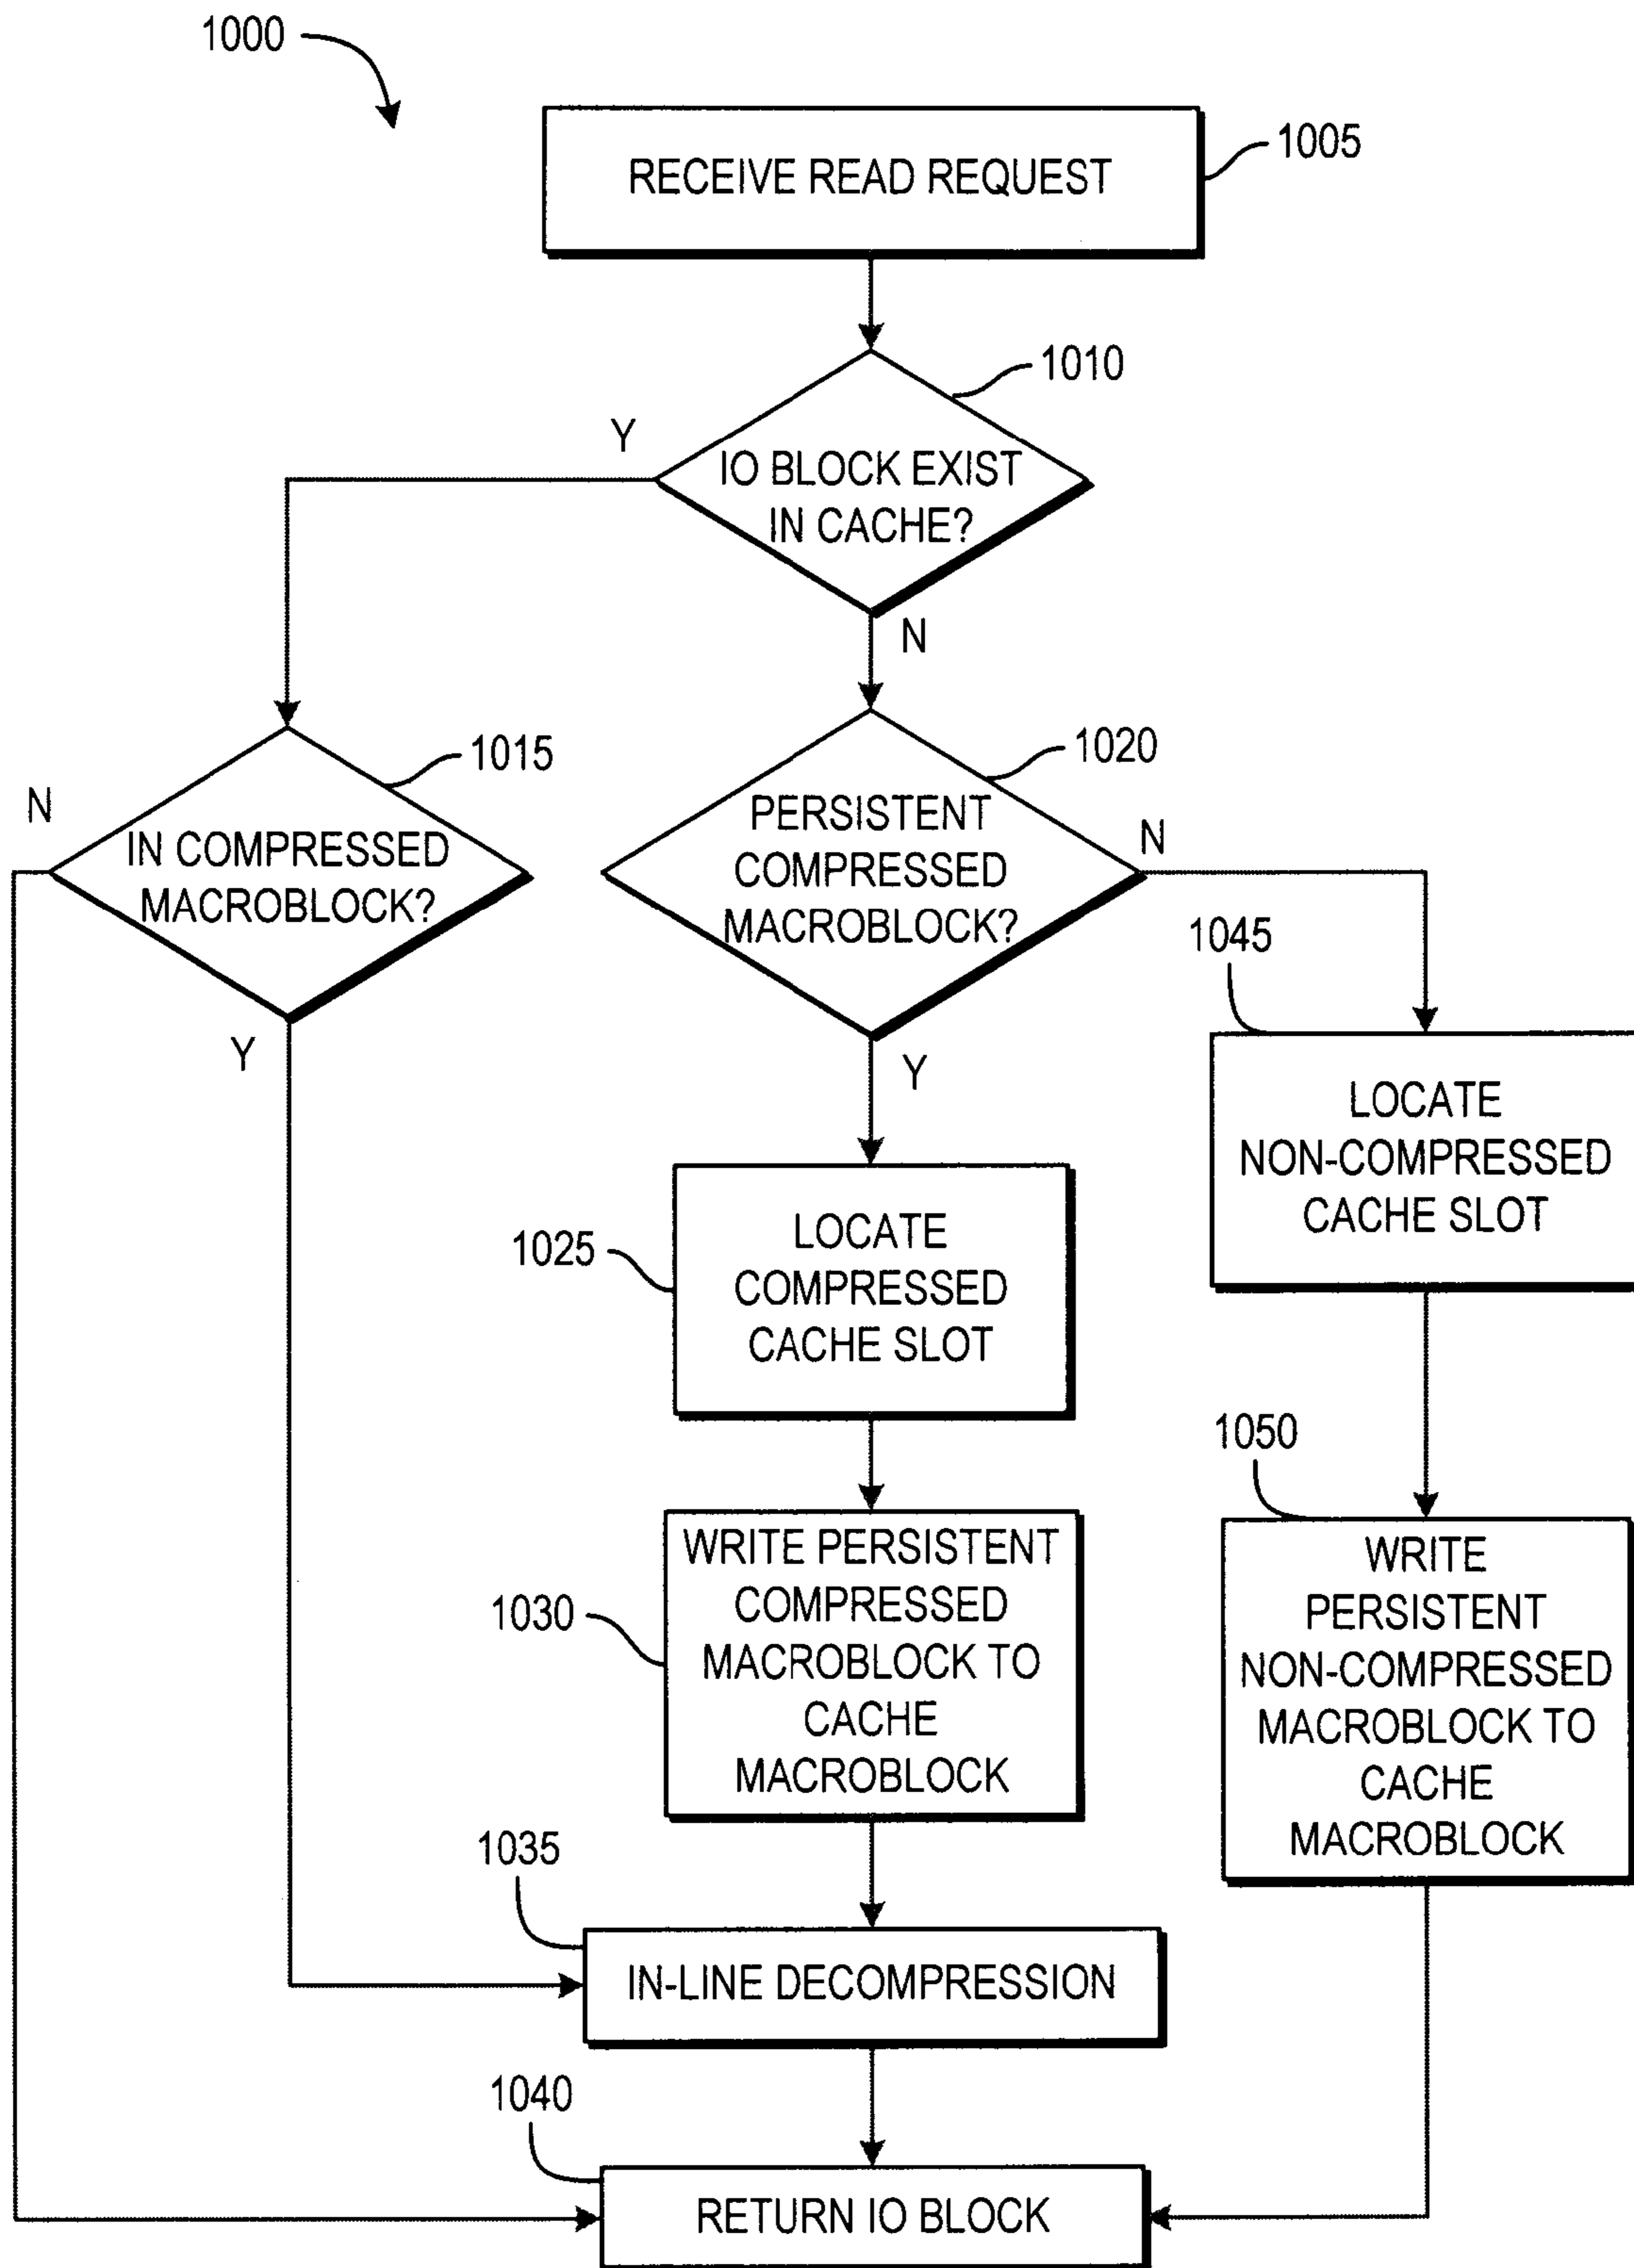 1000
RECEIVE READ REQUEST
1005
1010
Y
IO BLOCK EXIST
IN CACHE?
N
1015
N
IN COMPRESSED
MACROBLOCK?
Y
1020
PERSISTENT
COMPRESSED
MACROBLOCK?
N
Y
1045
LOCATE
NON-COMPRESSED
CACHE SLOT
1025
LOCATE
COMPRESSED
CACHE SLOT
1050
WRITE
PERSISTENT
NON-COMPRESSED
MACROBLOCK TO
CACHE
MACROBLOCK
1030
WRITE PERSISTENT
COMPRESSED
MACROBLOCK TO
CACHE
MACROBLOCK
1035
IN-LINE DECOMPRESSION
1040
RETURN IO BLOCK